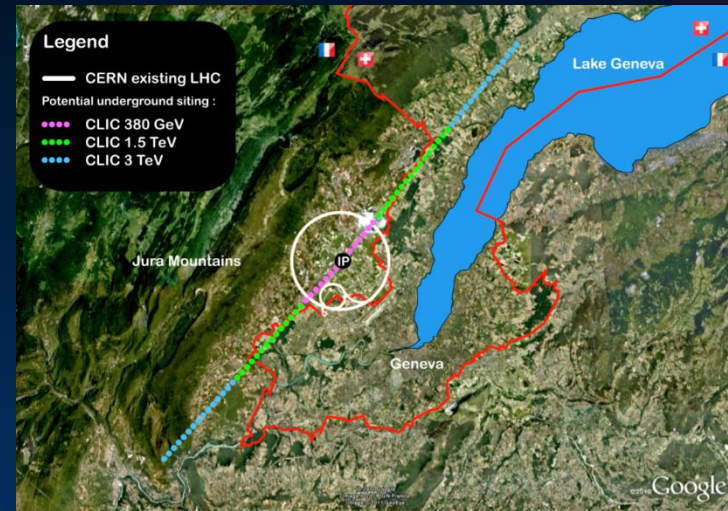 Legend
CERN existing LHC
Potential underground siting :
CLIC 380 GeV
CLIC 1.5 TeV
CLIC 3 TeV
Lake Geneva
Jura Mountains
IP
Geneva
Google